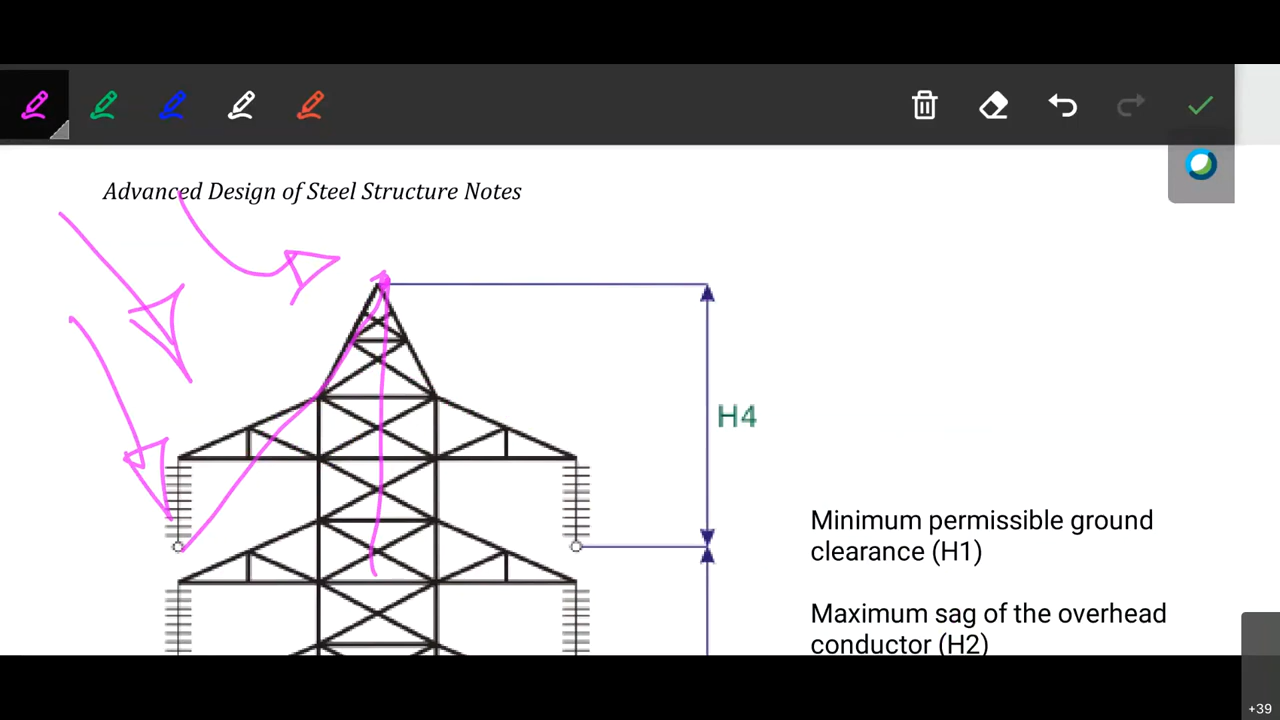 Advanced Design of Steel Structure Notes
H4
Minimum permissible ground
clearance (H1)
Maximum sag of the overhead
conductor (H2)
+39